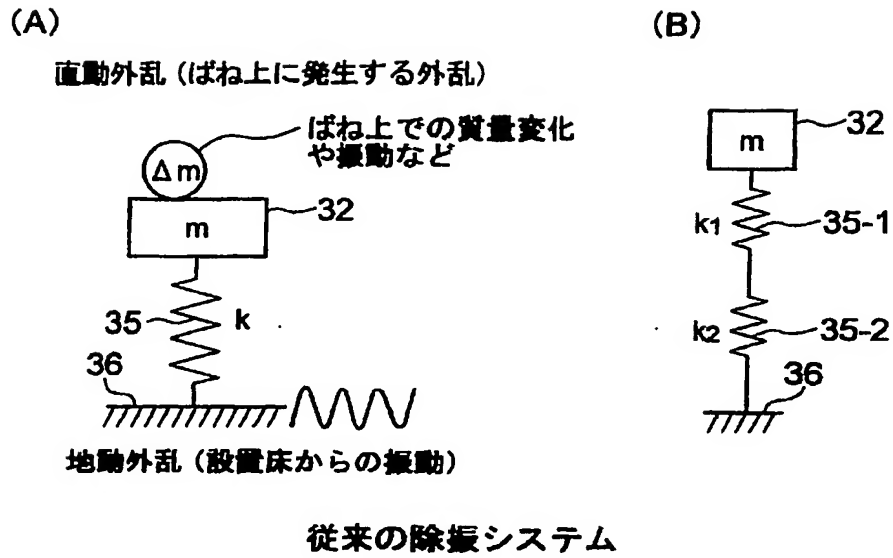 (A)
直動外乱 (ばね上に発生する外乱)
ばね上での質量変化
や振動など
Δm
32
m
35
k
36
地動外乱 (設置床からの振動)
(B)
32
m
k1
35-1
k2
35-2
36
従来の除振システム